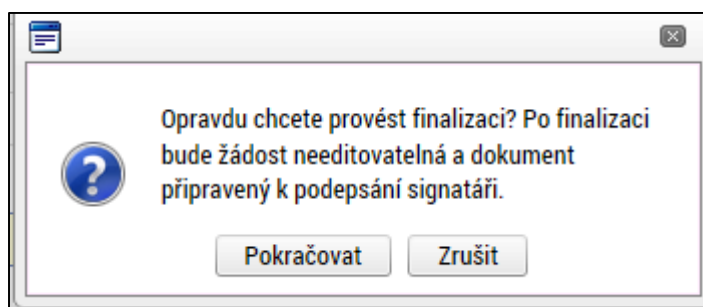 Opravdu chcete provést finalizaci? Po finalizaci
bude žádost needitovatelná a dokument
připravený k podepsání signatáři.
Pokračovat Zrušit